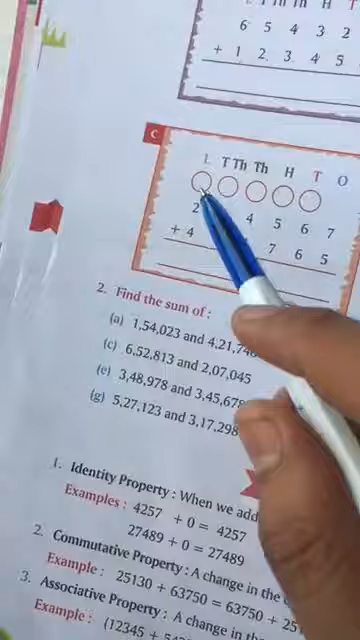 6 5 4 3 2
+ 1 2 3 4 5
C
L T Th Th H T O
2 4 5 6 7
+ 4 7 6 5
2. Find the sum of :
(a) 1,54,023 and 4,21,74
(c) 6,52,813 and 2,07,045
(e) 3,48,978 and 3,45,678
(g) 5,27,123 and 3,17,298
1. Identity Property : When we add
Examples : 4257 + 0 = 4257
27489 + 0 = 27489
2. Commutative Property : A change in the
Example : 25130 + 63750 = 63750 + 25
3. Associative Property : A change in the
Example : (12345 + 5